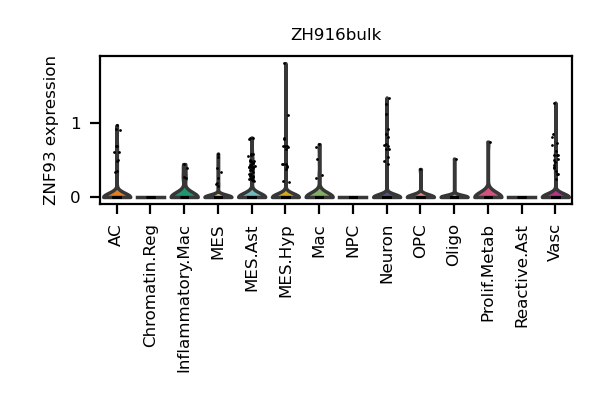 ZH916bulk
ZNF93 expression
1
0
AC
Chromatin.Reg
Inflammatory.Mac
MES
MES.Ast
MES.Hyp
Mac
NPC
Neuron
OPC
Oligo
Prolif.Metab
Reactive.Ast
Vasc